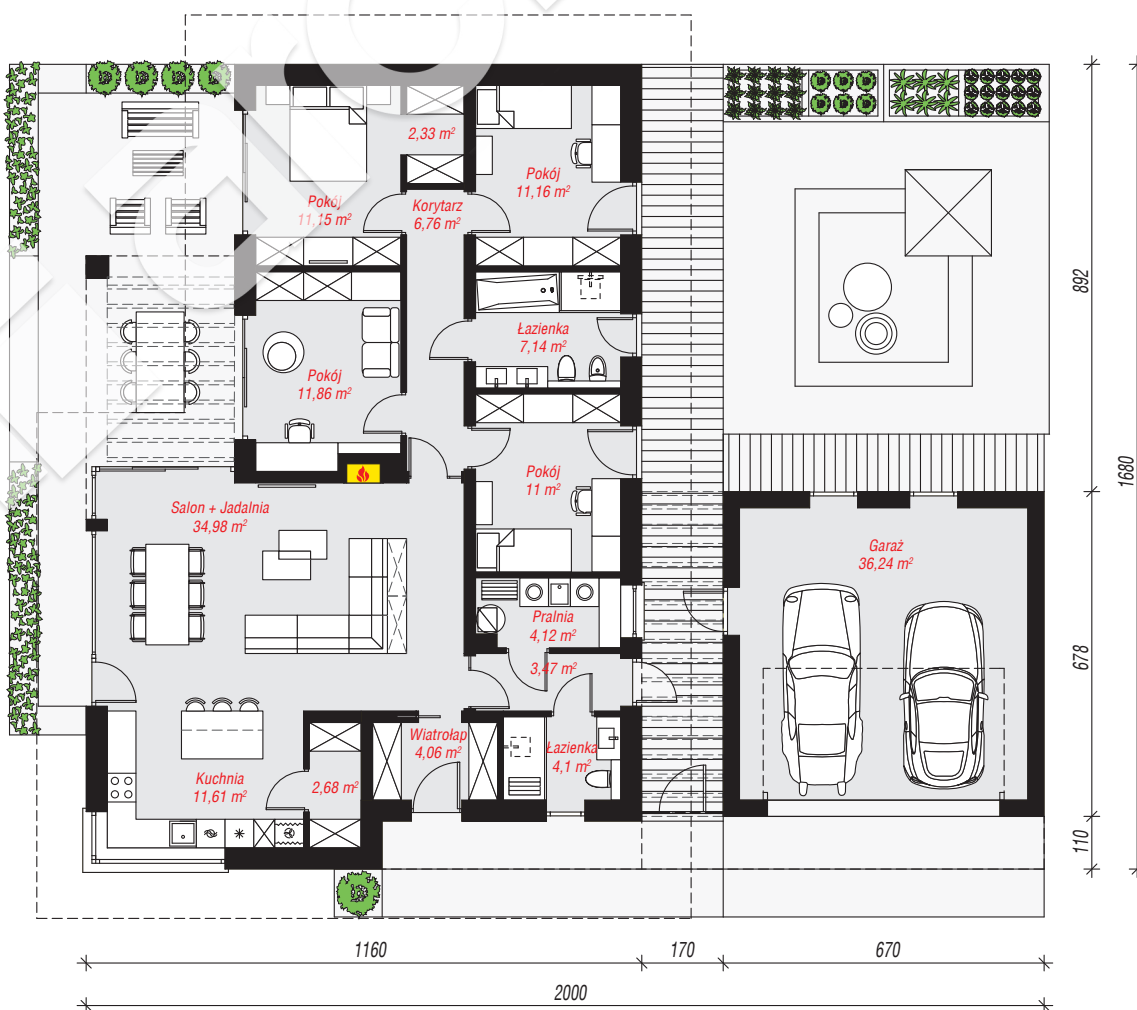 2,33 m²
Pokój
11,16 m²
Pokój
11,15 m²
Korytarz
6,76 m²
892
Łazienka
7,14 m²
Pokój
11,86 m²
1680
Pokój
11 m²
Salon + Jadalnia
34,98 m²
Garaż
36,24 m²
Pralnia
4,12 m²
678
3,47 m²
Wiatrołap
4,06 m²
Łazienka
4,1 m²
Kuchnia
11,61 m²
2,68 m²
110
1160
170
670
2000